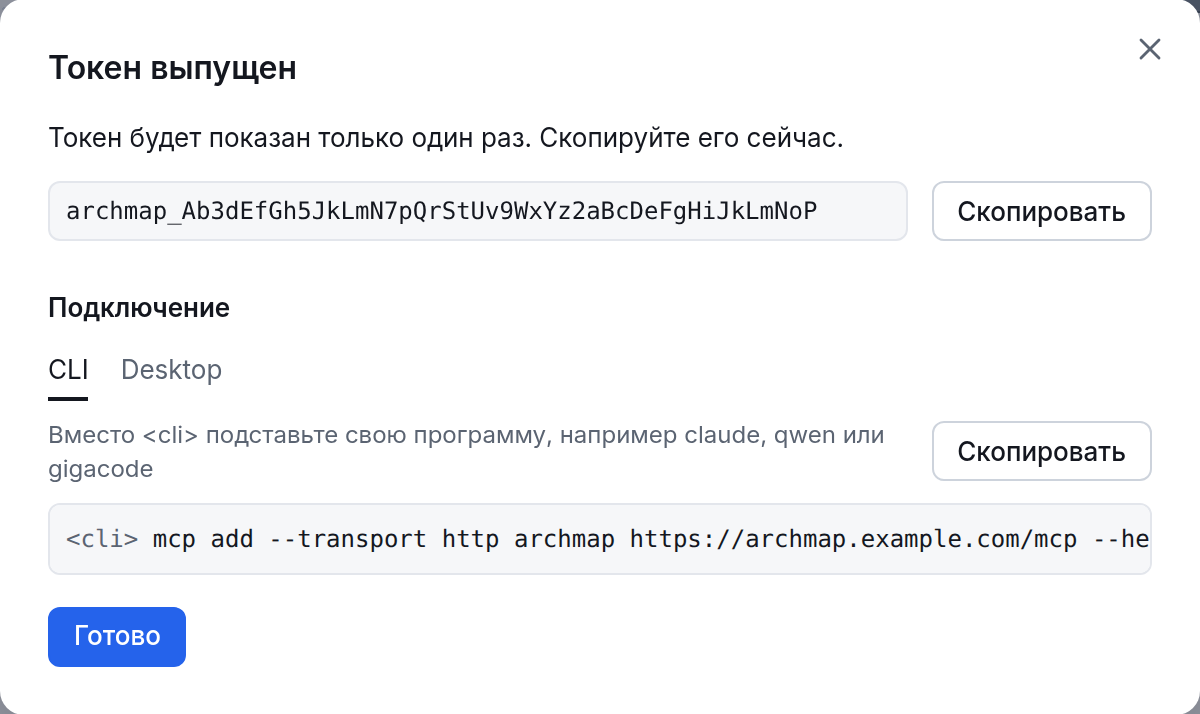 Токен выпущен
Токен будет показан только один раз. Скопируйте его сейчас.
archmap_Ab3dEfGh5JkLmN7pQrStUv9WxYz2aBcDeFgHiJkLmNoP
Скопировать
Подключение
CLI Desktop
Вместо <cli> подставьте свою программу, например claude, qwen или
gigacode
Скопировать
<cli> mcp add --transport http archmap https://archmap.example.com/mcp --he
Готово